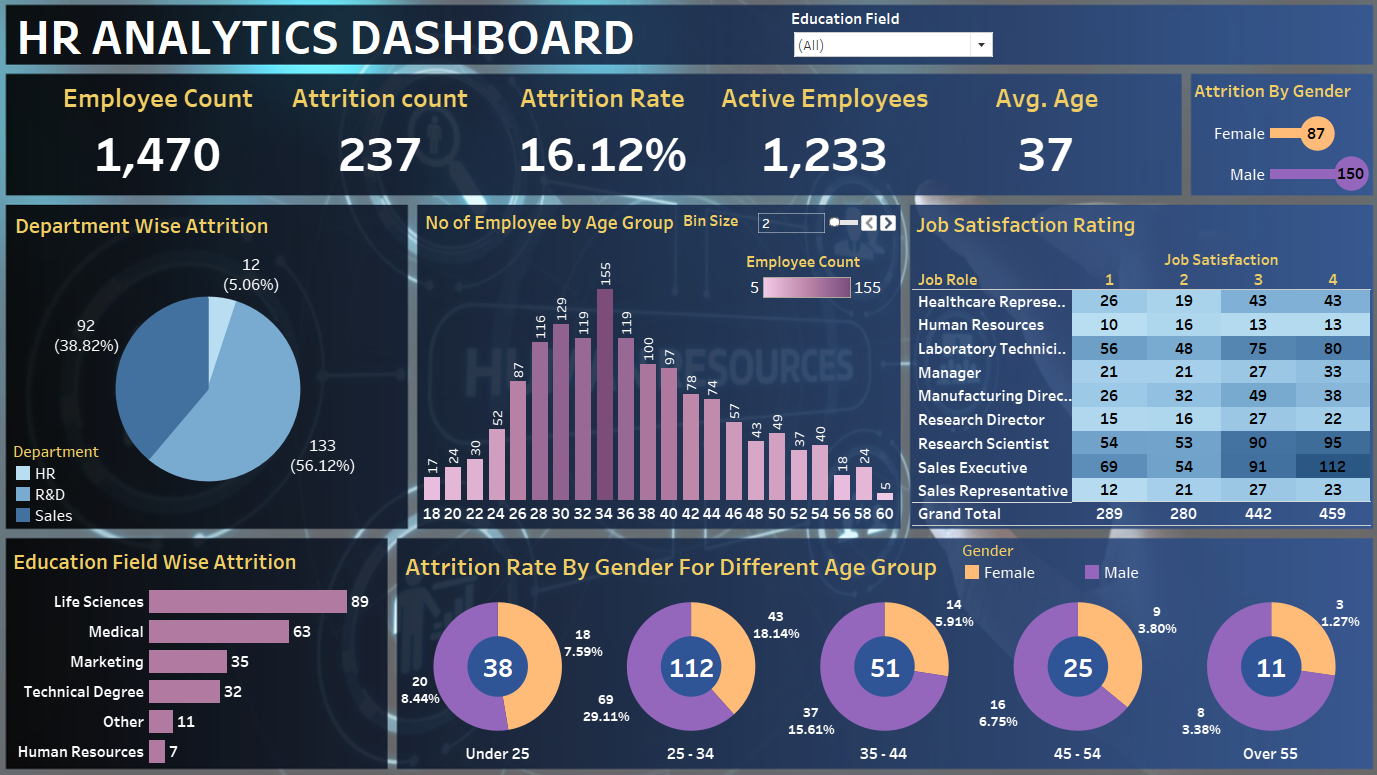 HR ANALYTICS DASHBOARD
Education Field
(All)
Employee Count
Attrition count
Attrition Rate
Active Employees
Avg. Age
1,470
237
16.12%
1,233
37
Attrition By Gender
Female 87
Male 150
Department Wise Attrition
12
(5.06%)
92
(38.82%)
133
(56.12%)
Department
HR
R&D
Sales
No of Employee by Age Group
Bin Size
2
Employee Count
5 155
17 24 30 52 87 116 129 119 155 119 100 97 78 74 57 43 49 37 40 18 24 5
18 20 22 24 26 28 30 32 34 36 38 40 42 44 46 48 50 52 54 56 58 60
HUMAN RESOURCES
Job Satisfaction Rating
Job Satisfaction
Job Role 1 2 3 4
Healthcare Represe.. 26 19 43 43
Human Resources 10 16 13 13
Laboratory Technici.. 56 48 75 80
Manager 21 21 27 33
Manufacturing Direc.. 26 32 49 38
Research Director 15 16 27 22
Research Scientist 54 53 90 95
Sales Executive 69 54 91 112
Sales Representative 12 21 27 23
Grand Total 289 280 442 459
Education Field Wise Attrition
Life Sciences 89
Medical 63
Marketing 35
Technical Degree 32
Other 11
Human Resources 7
Attrition Rate By Gender For Different Age Group
Gender
Female
Male
38
18
7.59%
20
8.44%
Under 25
112
43
18.14%
69
29.11%
25 - 34
51
14
5.91%
37
15.61%
35 - 44
25
9
3.80%
16
6.75%
45 - 54
11
3
1.27%
8
3.38%
Over 55